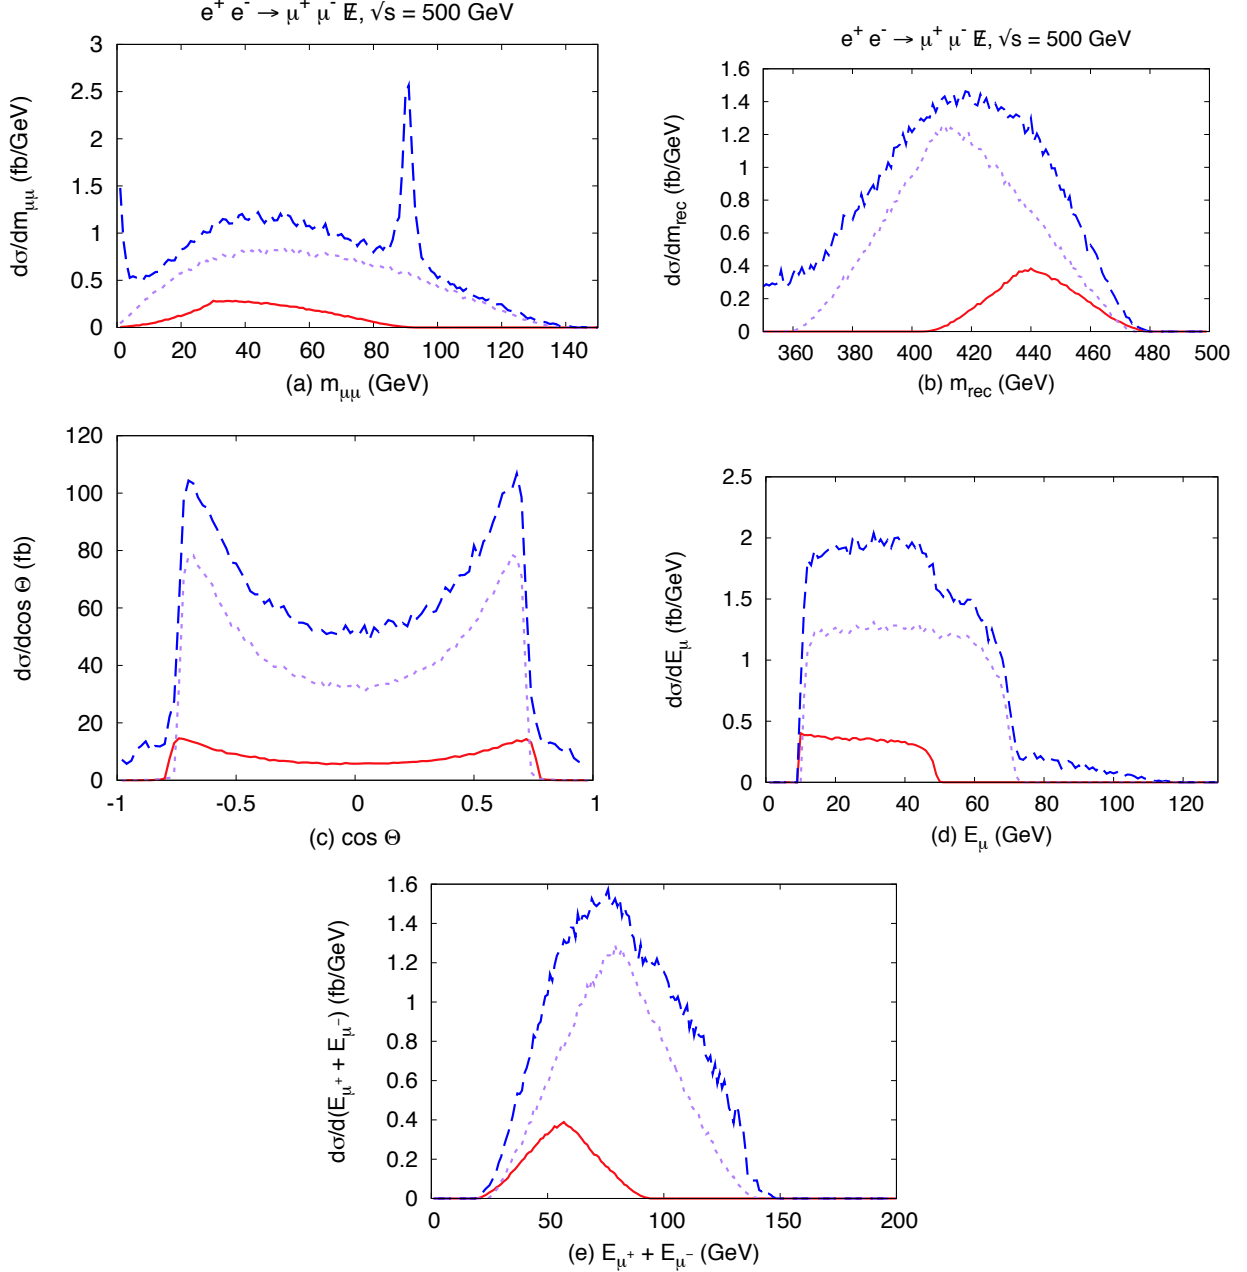 e⁺ e⁻ → μ⁺ μ⁻ E̸, √s = 500 GeV
3
2.5
2
1.5
1
0.5
0
dσ/dm_μμ (fb/GeV)
0 20 40 60 80 100 120 140
(a) m_μμ (GeV)
e⁺ e⁻ → μ⁺ μ⁻ E̸, √s = 500 GeV
1.6
1.4
1.2
1
0.8
0.6
0.4
0.2
0
dσ/dm_rec (fb/GeV)
360 380 400 420 440 460 480 500
(b) m_rec (GeV)
120
100
80
60
40
20
0
dσ/dcos Θ (fb)
-1 -0.5 0 0.5 1
(c) cos Θ
2.5
2
1.5
1
0.5
0
dσ/dE_μ (fb/GeV)
0 20 40 60 80 100 120
(d) E_μ (GeV)
1.6
1.4
1.2
1
0.8
0.6
0.4
0.2
0
dσ/d(E_μ⁺ + E_μ⁻) (fb/GeV)
0 50 100 150 200
(e) E_μ⁺ + E_μ⁻ (GeV)